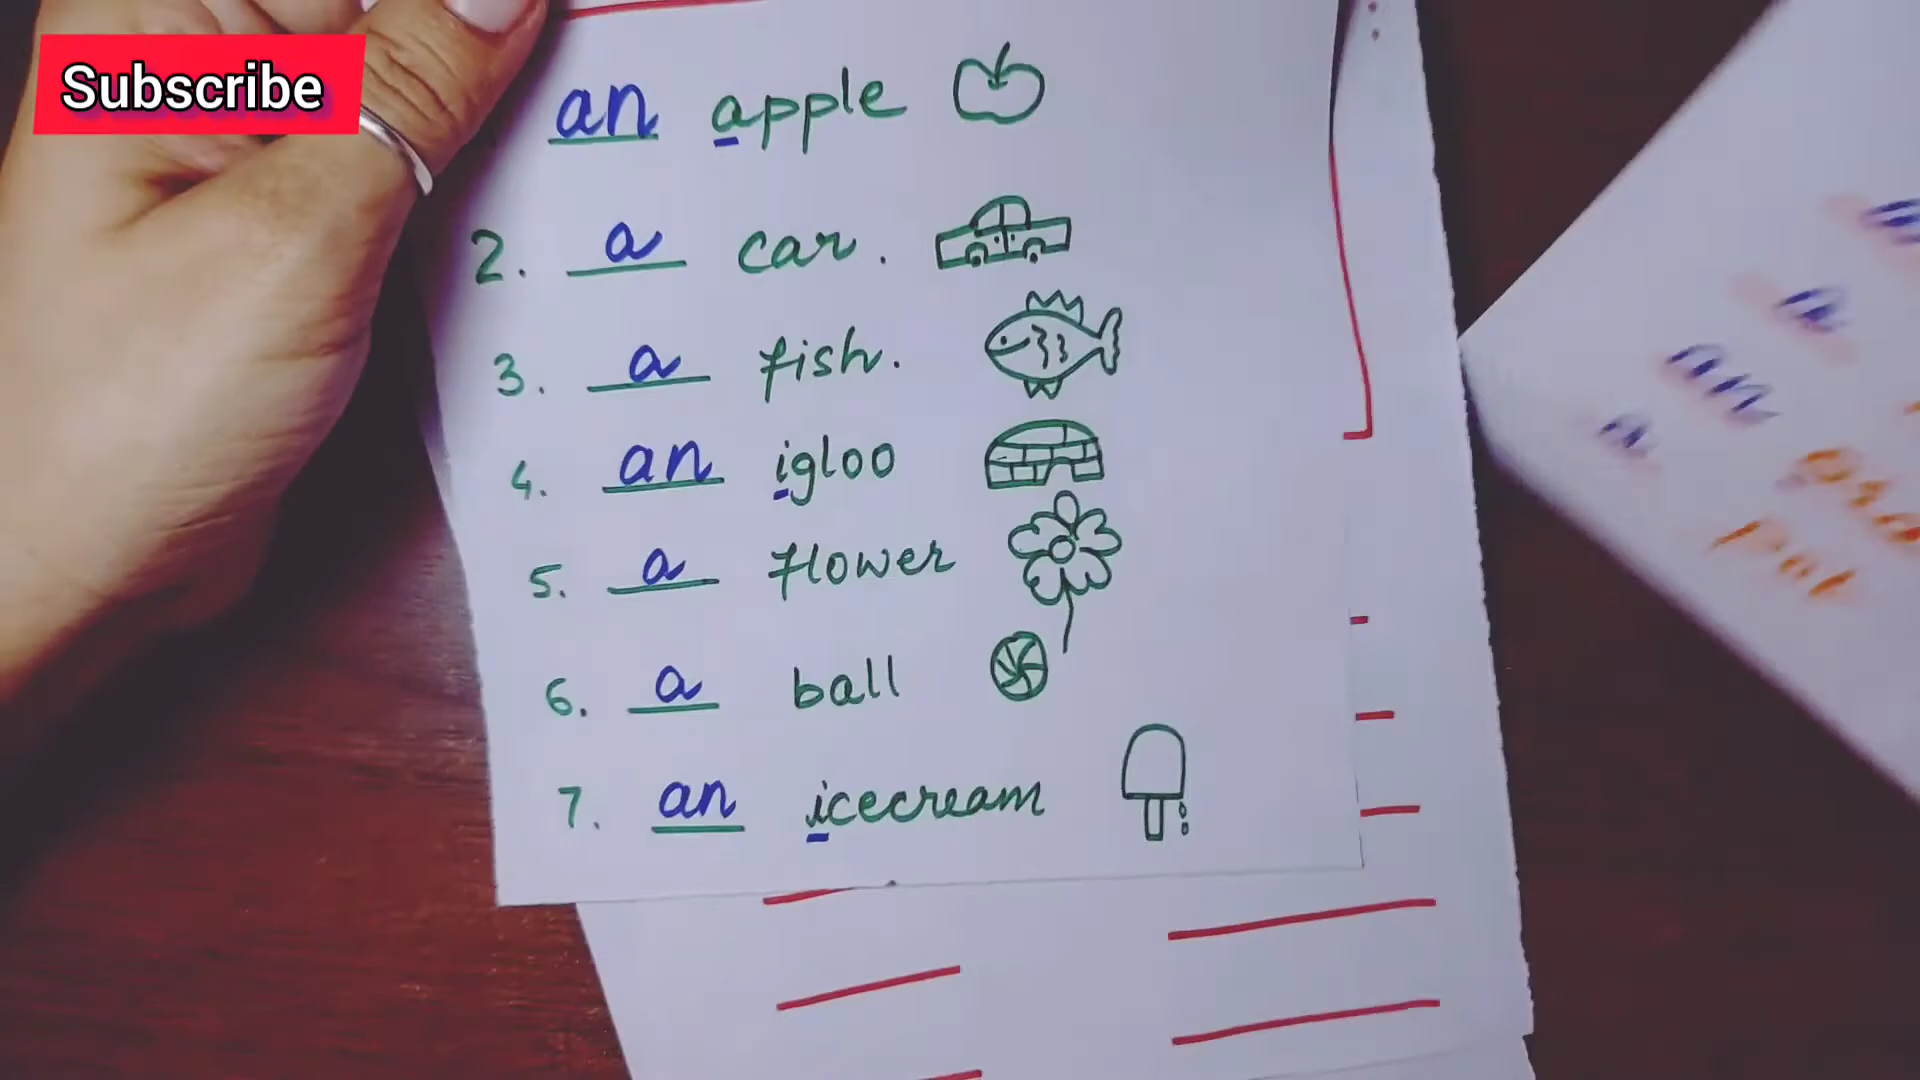 Subscribe
an apple
2. a car.
3. a fish.
4. an igloo
5. a flower
6. a ball
7. an icecream